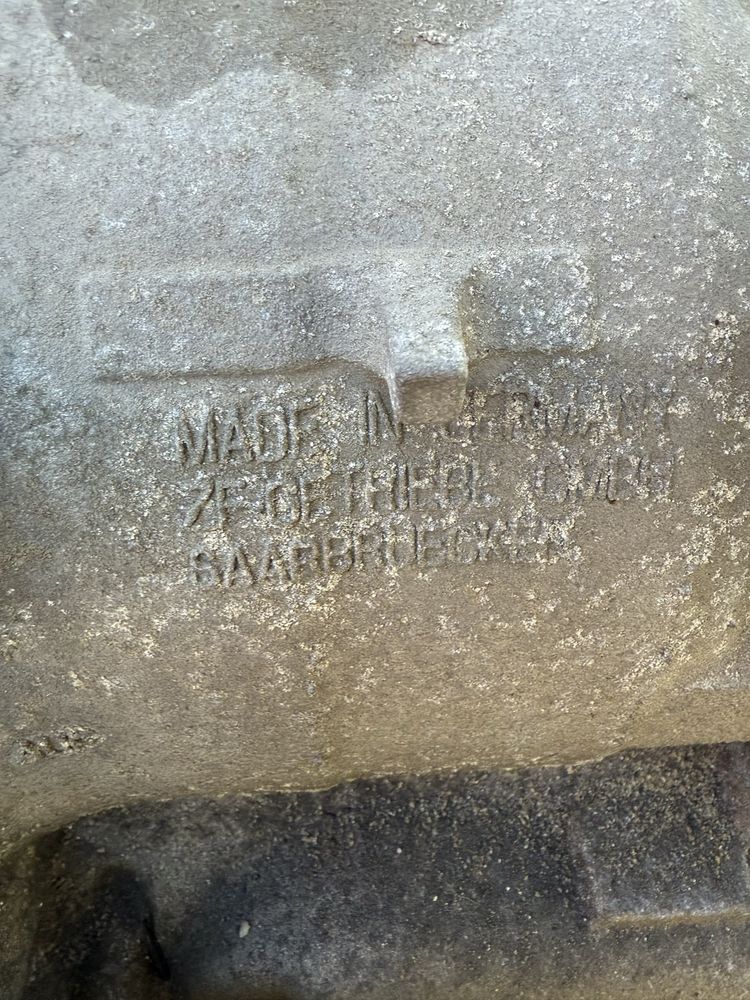 MADE IN GERMANY
ZF GETRIEBE GMBH
SAARBRUECKEN